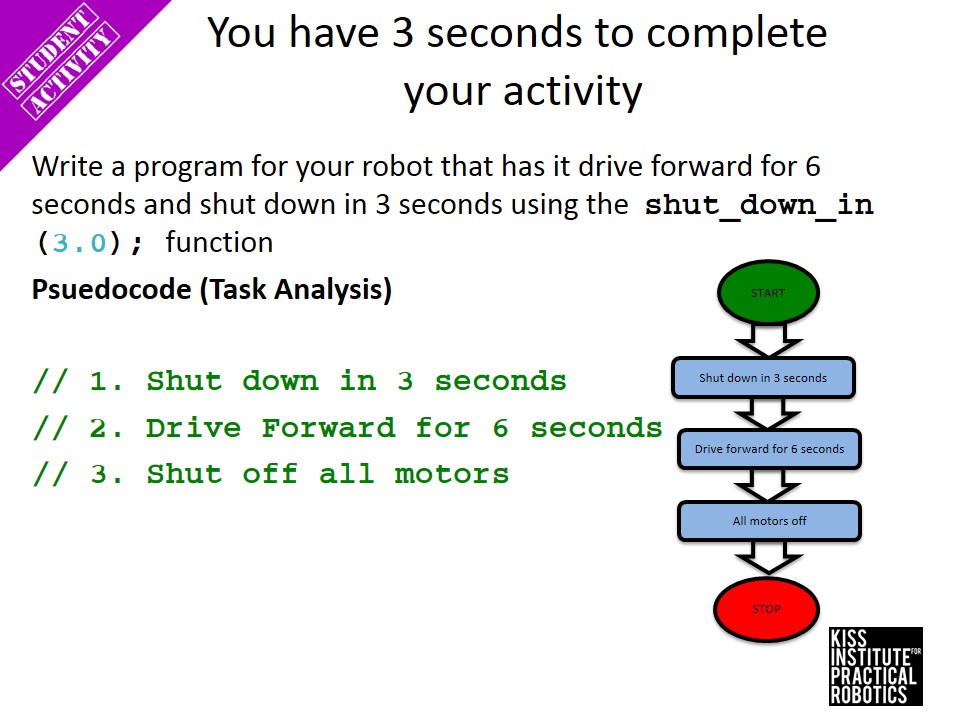 STUDENT
ACTIVITY
You have 3 seconds to complete
your activity
Write a program for your robot that has it drive forward for 6
seconds and shut down in 3 seconds using the shut_down_in
(3.0); function
Psuedocode (Task Analysis)
// 1. Shut down in 3 seconds
// 2. Drive Forward for 6 seconds
// 3. Shut off all motors
START
Shut down in 3 seconds
Drive forward for 6 seconds
All motors off
STOP
KISS
INSTITUTE FOR
PRACTICAL
ROBOTICS